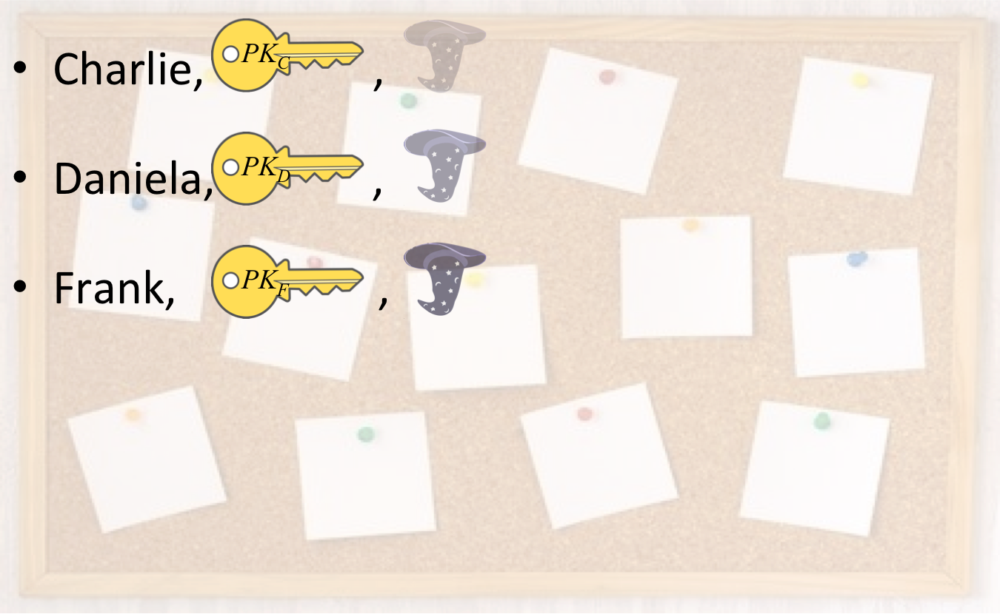 • Charlie, PK_C ,
• Daniela, PK_D ,
• Frank, PK_F ,